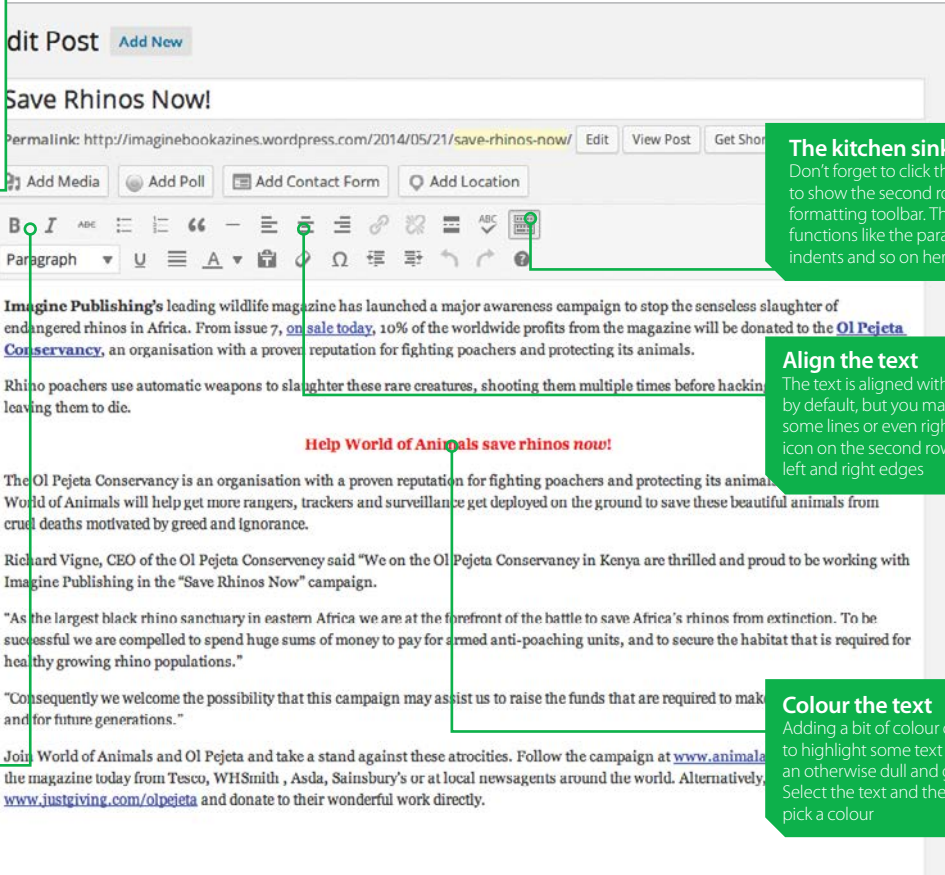 dit Post Add New
Save Rhinos Now!
Permalink: http://imaginebookazines.wordpress.com/2014/05/21/save-rhinos-now/ Edit View Post Get Shor
Add Media Add Poll Add Contact Form Add Location
B I ABC “ — ABC
Paragraph U A T Ω ?
Imagine Publishing's leading wildlife magazine has launched a major awareness campaign to stop the senseless slaughter of
endangered rhinos in Africa. From issue 7, on sale today, 10% of the worldwide profits from the magazine will be donated to the Ol Pejeta
Conservancy, an organisation with a proven reputation for fighting poachers and protecting its animals.
Rhino poachers use automatic weapons to slaughter these rare creatures, shooting them multiple times before hacking
leaving them to die.
Help World of Animals save rhinos now!
The Ol Pejeta Conservancy is an organisation with a proven reputation for fighting poachers and protecting its
World of Animals will help get more rangers, trackers and surveillance get deployed on the ground to save these beautiful animals from
cruel deaths motivated by greed and ignorance.
Richard Vigne, CEO of the Ol Pejeta Conservency said “We on the Ol Pejeta Conservancy in Kenya are thrilled and proud to be working with
Imagine Publishing in the “Save Rhinos Now” campaign.
"As the largest black rhino sanctuary in eastern Africa we are at the forefront of the battle to save Africa's rhinos from extinction. To be
successful we are compelled to spend huge sums of money to pay for armed anti-poaching units, and to secure the habitat that is required for
healthy growing rhino populations."
"Consequently we welcome the possibility that this campaign may assist us to raise the funds that are required to mak
and for future generations."
Join World of Animals and Ol Pejeta and take a stand against these atrocities. Follow the campaign at www.animala
the magazine today from Tesco, WHSmith , Asda, Sainsbury's or at local newsagents around the world. Alternatively,
www.justgiving.com/olpejeta and donate to their wonderful work directly.
The kitchen sink
Don't forget to click th
to show the second ro
formatting toolbar. Th
functions like the para
indents and so on her
Align the text
The text is aligned with
by default, but you ma
some lines or even righ
icon on the second row
left and right edges
Colour the text
Adding a bit of colour
to highlight some text
an otherwise dull and g
Select the text and the
pick a colour